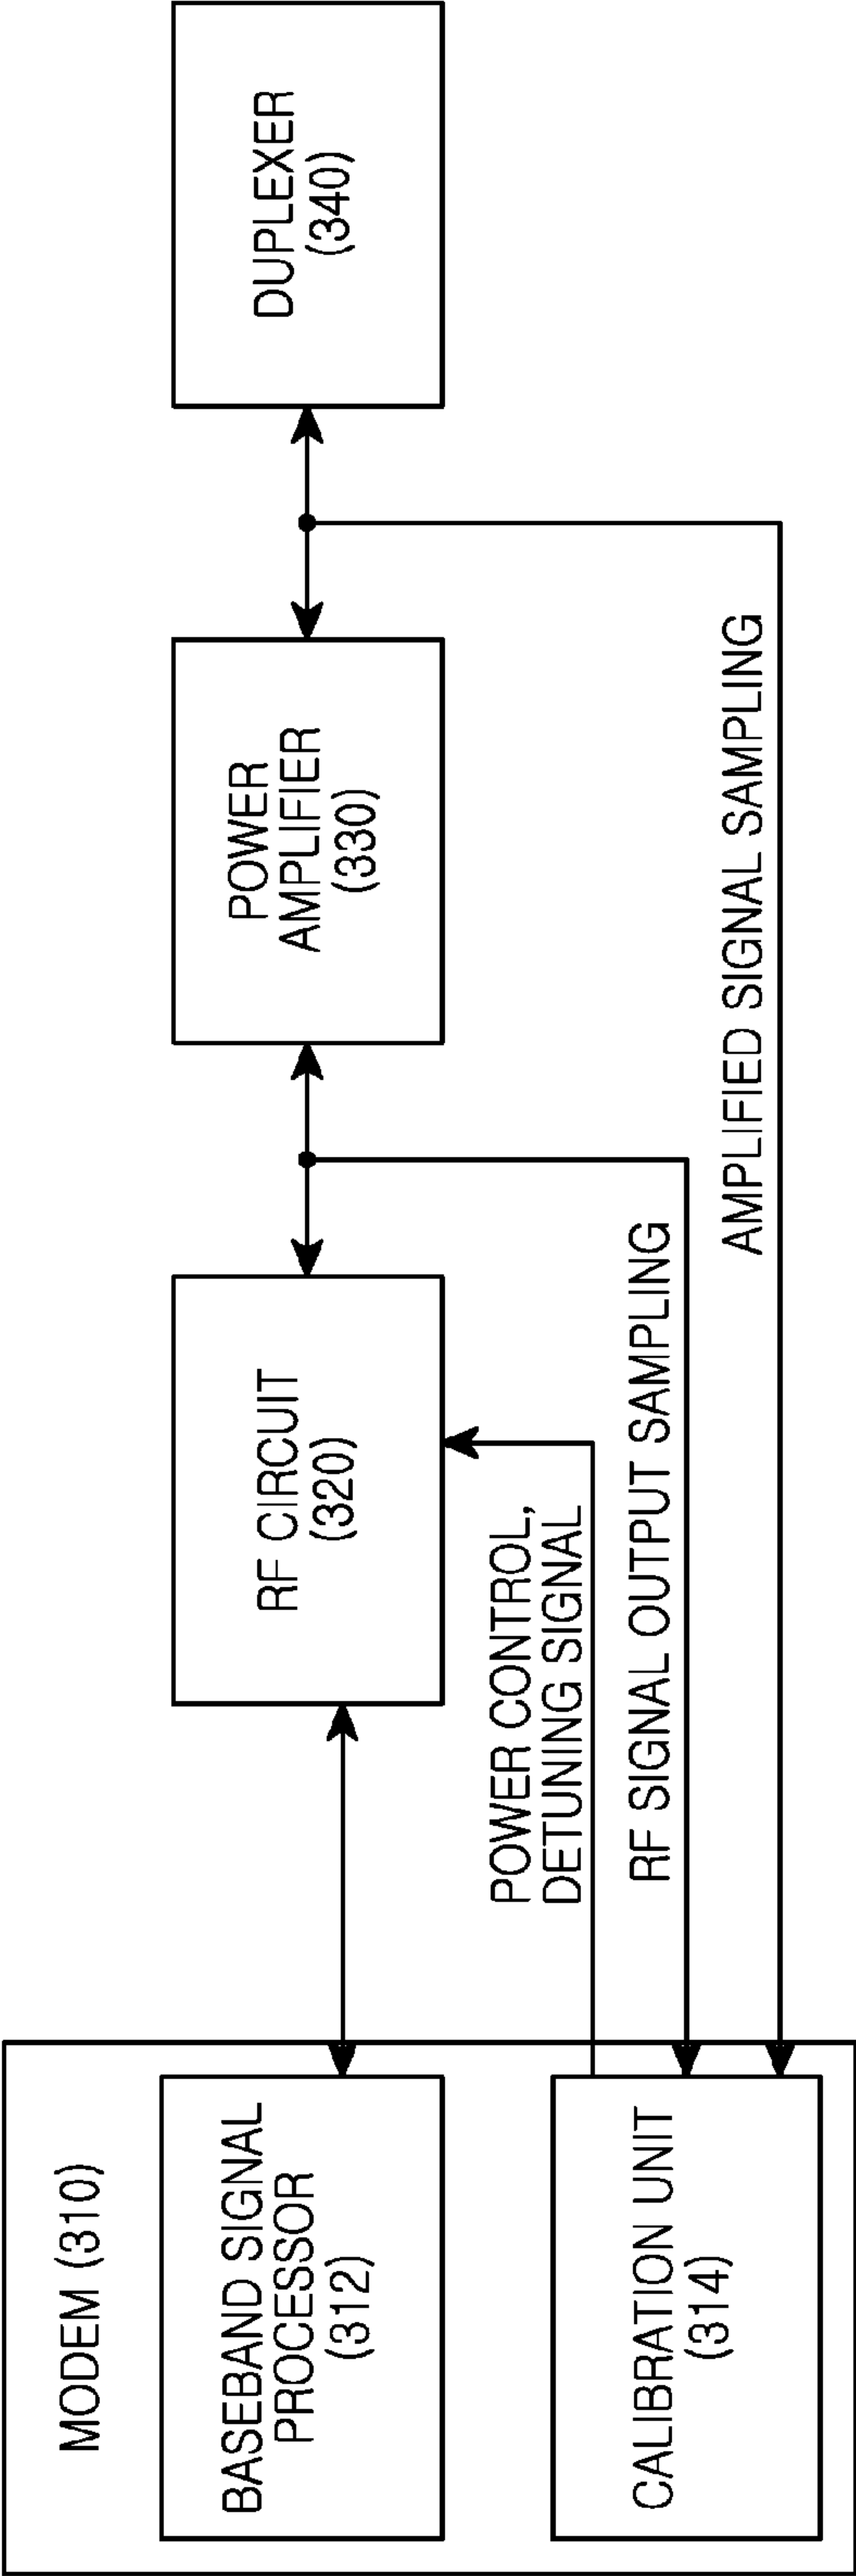 MODEM (310)
BASEBAND SIGNAL
PROCESSOR
(312)
CALIBRATION UNIT
(314)
RF CIRCUIT
(320)
POWER
AMPLIFIER
(330)
DUPLEXER
(340)
POWER CONTROL,
DETUNING SIGNAL
RF SIGNAL OUTPUT SAMPLING
AMPLIFIED SIGNAL SAMPLING